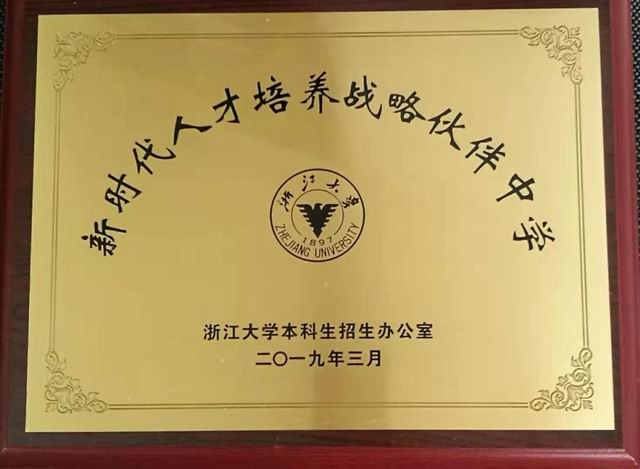 新时代人才培养战略伙伴中学
浙江大学
1897
ZHEJIANG UNIVERSITY
浙江大学本科生招生办公室
二〇一九年三月